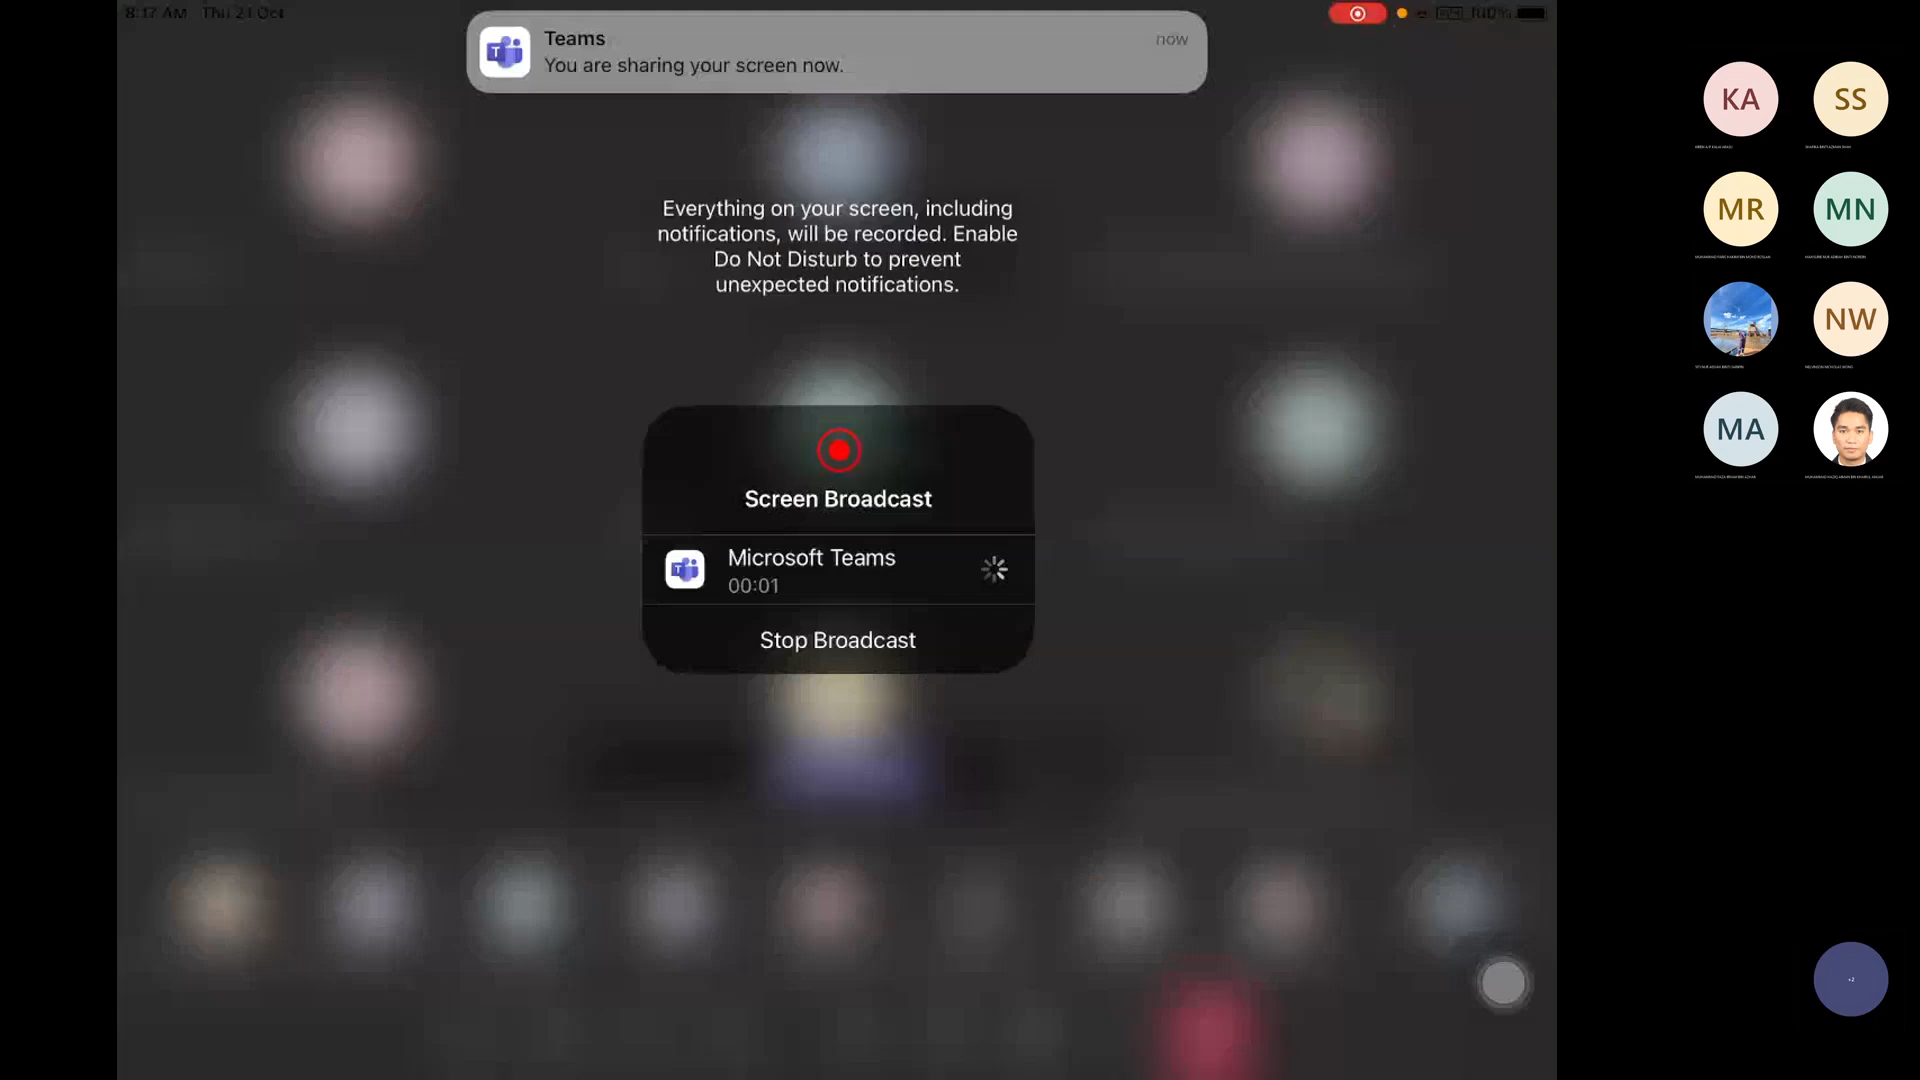 8:17 AM Thu 21 Oct
Teams
now
You are sharing your screen now.
100%
Everything on your screen, including
notifications, will be recorded. Enable
Do Not Disturb to prevent
unexpected notifications.
Screen Broadcast
Microsoft Teams
00:01
Stop Broadcast
KA
SS
MR
MN
NW
MA
+2